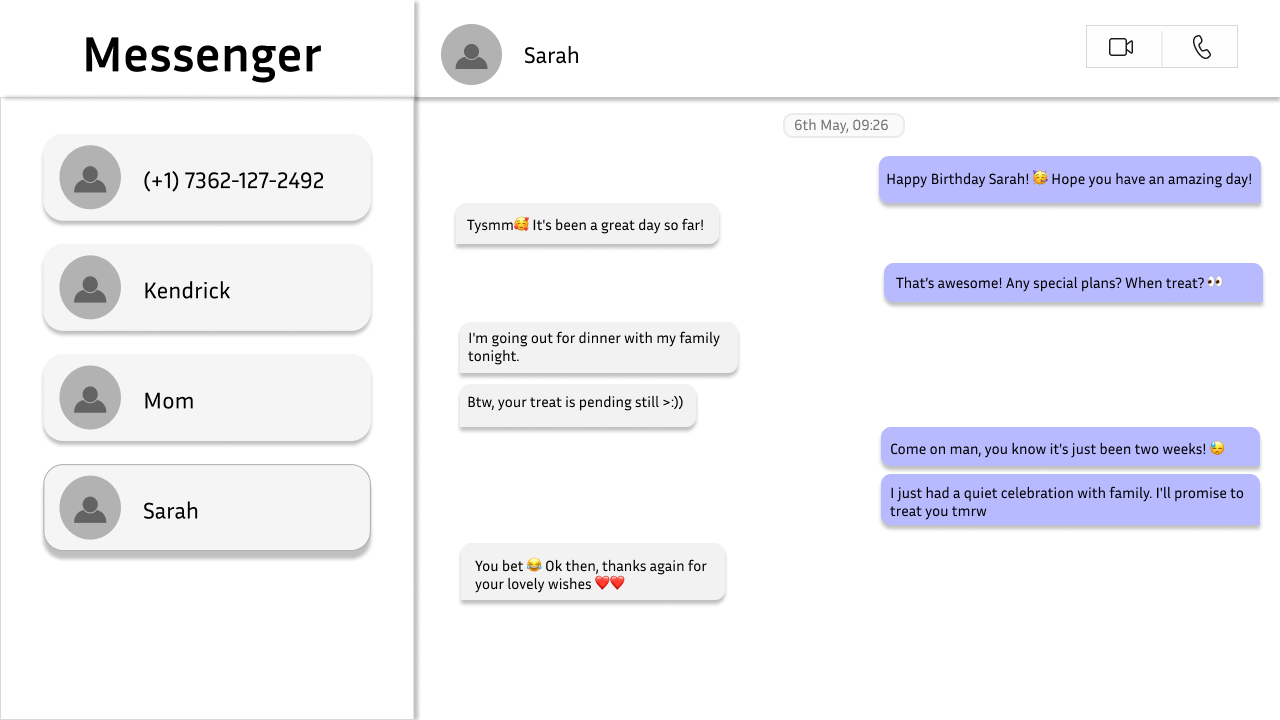 Messenger
(+1) 7362-127-2492
Kendrick
Mom
Sarah
Sarah
6th May, 09:26
Happy Birthday Sarah! 🥳 Hope you have an amazing day!
Tysmm🥰 It's been a great day so far!
That’s awesome! Any special plans? When treat? 👀
I'm going out for dinner with my family
tonight.
Btw, your treat is pending still >:))
Come on man, you know it's just been two weeks! 😓
I just had a quiet celebration with family. I'll promise to
treat you tmrw
You bet 😂 Ok then, thanks again for
your lovely wishes ❤️❤️